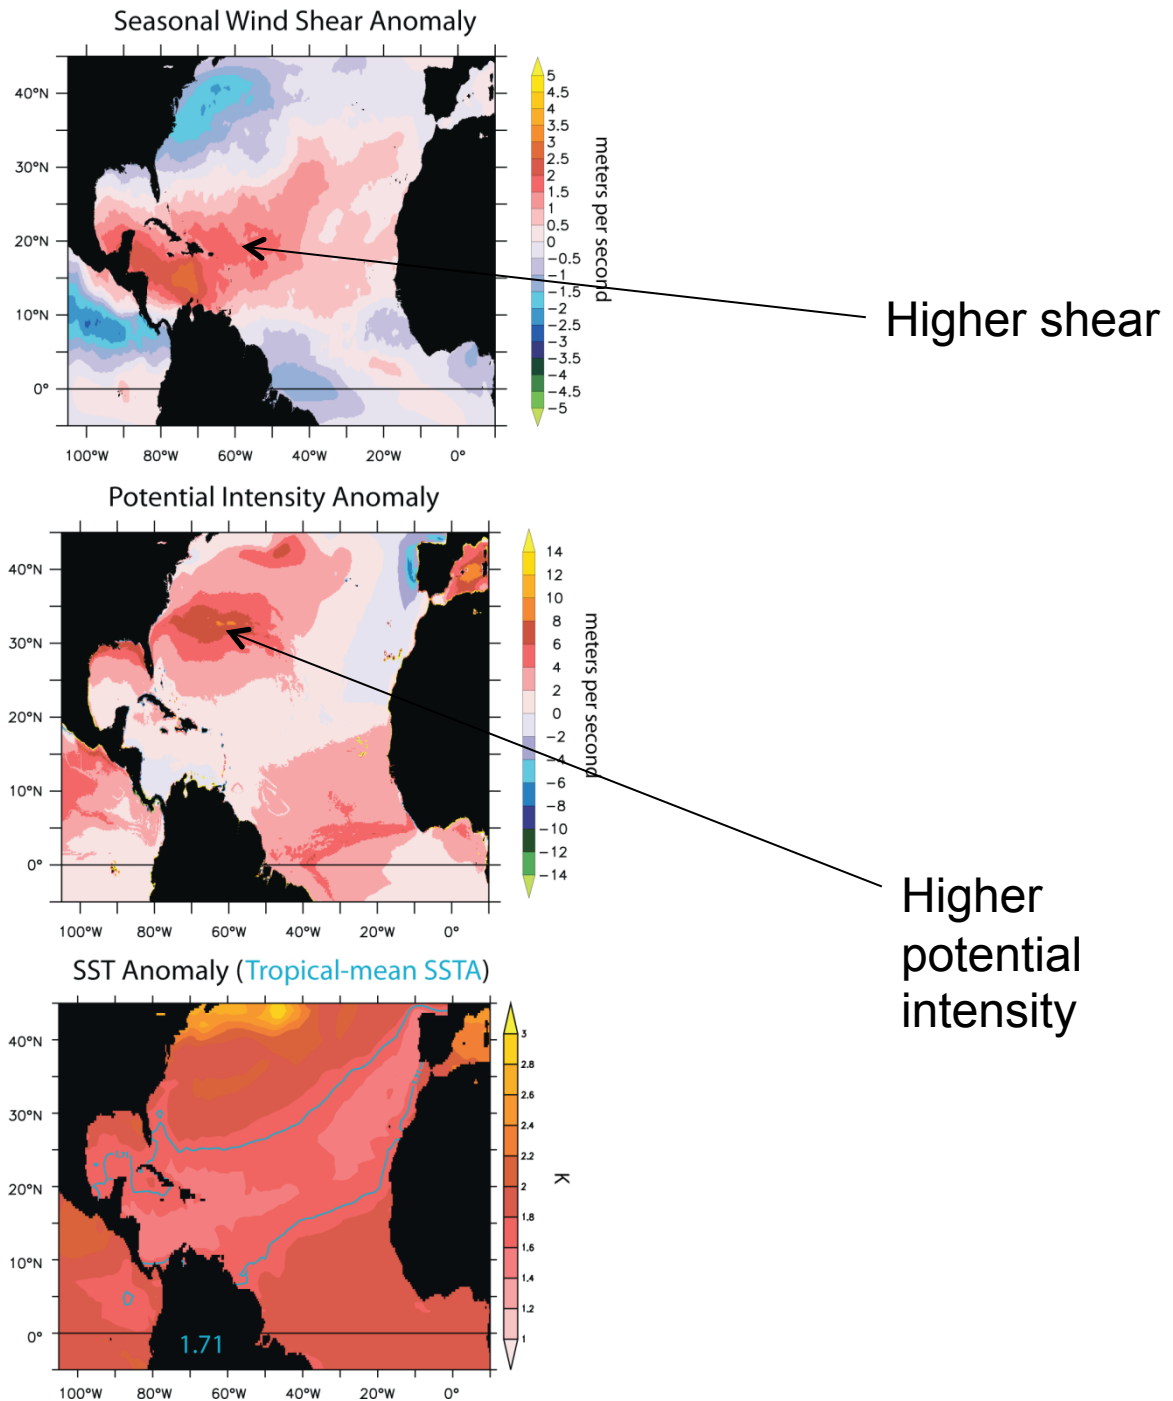 Seasonal Wind Shear Anomaly
40°N
30°N
20°N
10°N
0°
100°W 80°W 60°W 40°W 20°W 0°
5
4.5
4
3.5
3
2.5
2
1.5
1
0.5
0
−0.5
−1
−1.5
−2
−2.5
−3
−3.5
−4
−4.5
−5
meters per second
Higher shear
Potential Intensity Anomaly
40°N
30°N
20°N
10°N
0°
100°W 80°W 60°W 40°W 20°W 0°
14
12
10
8
6
4
2
0
−2
−4
−6
−8
−10
−12
−14
meters per second
Higher
potential
intensity
SST Anomaly (Tropical-mean SSTA)
40°N
30°N
20°N
10°N
0°
1.71
100°W 80°W 60°W 40°W 20°W 0°
3
2.8
2.6
2.4
2.2
2
1.8
1.6
1.4
1.2
1
K